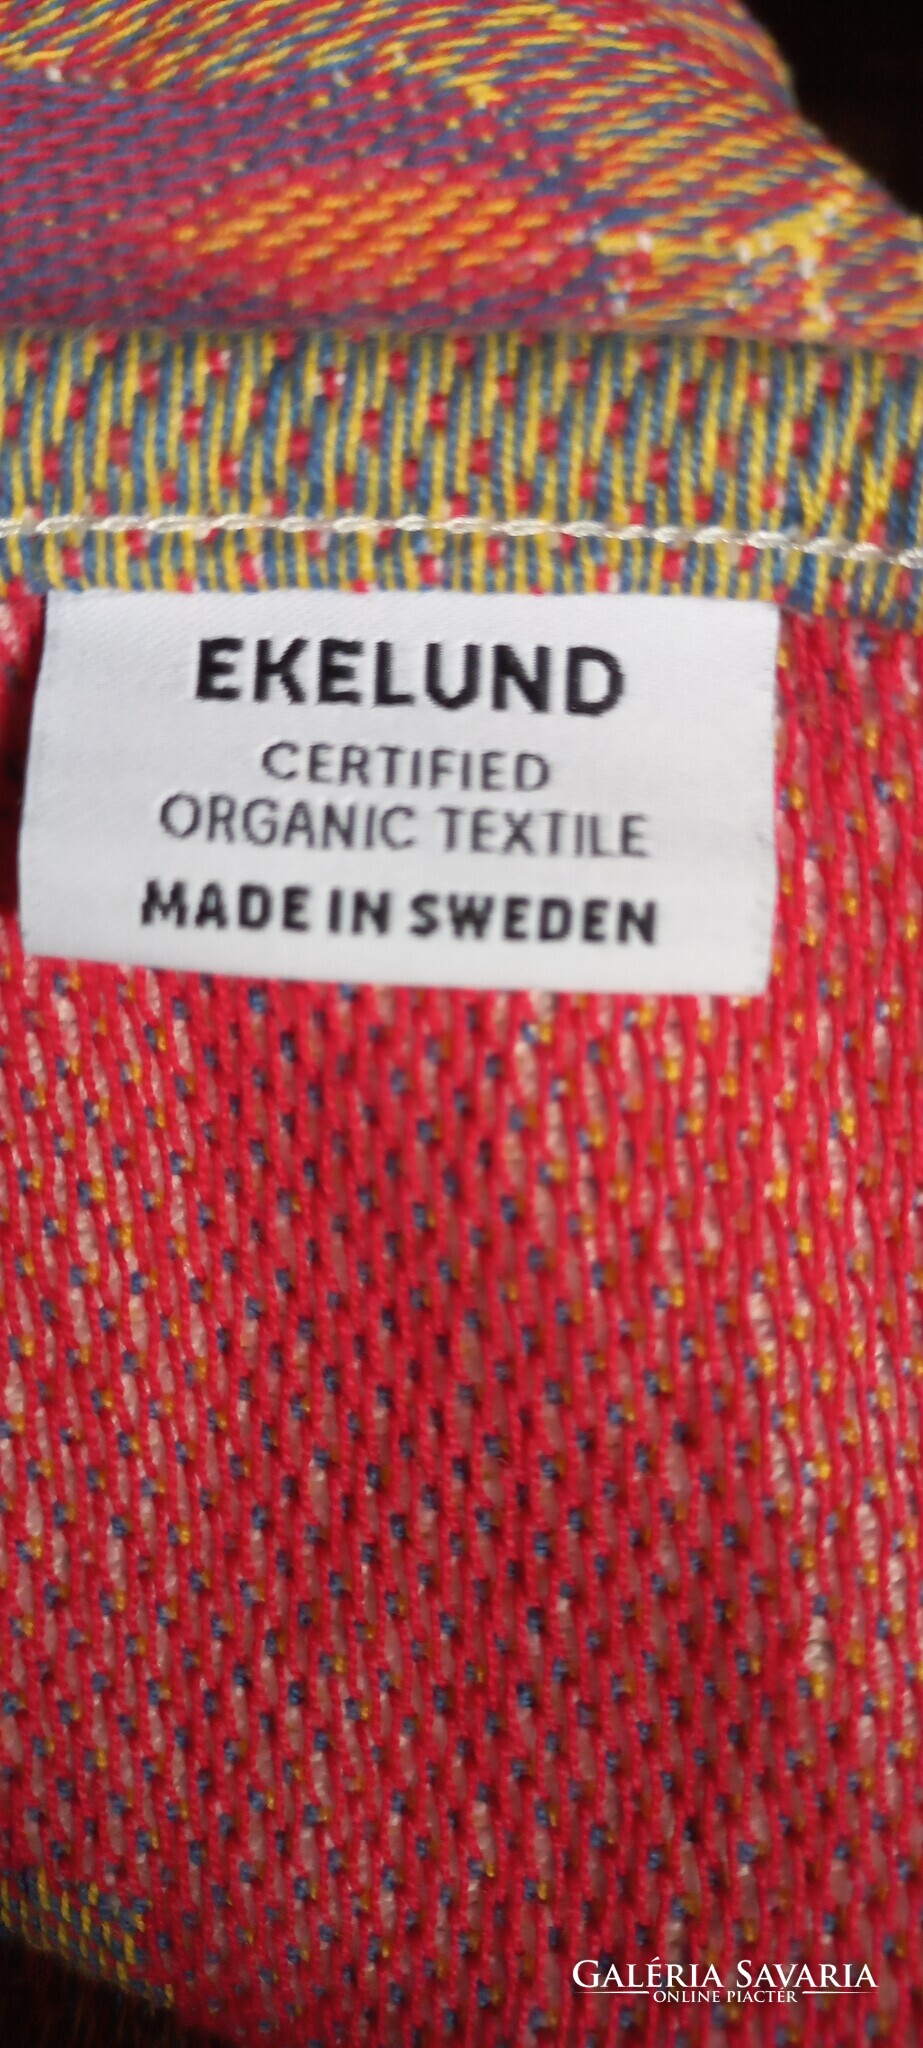 EKELUND
CERTIFIED
ORGANIC TEXTILE
MADE IN SWEDEN
GALÉRIA SAVARIA
ONLINE PIACTÉR